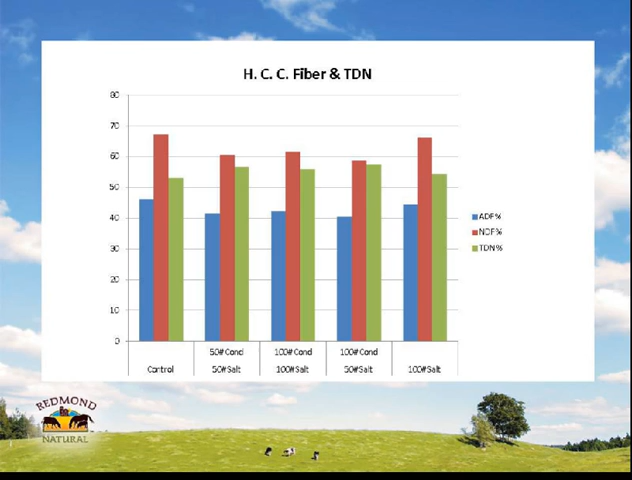 H. C. C. Fiber & TDN
80
70
60
50
40
30
20
10
0
50# Cond 100# Cond 100# Cond
Control 50# Salt 100# Salt 50# Salt 100# Salt
ADF%
NDF%
TDN%
REDMOND
NATURAL